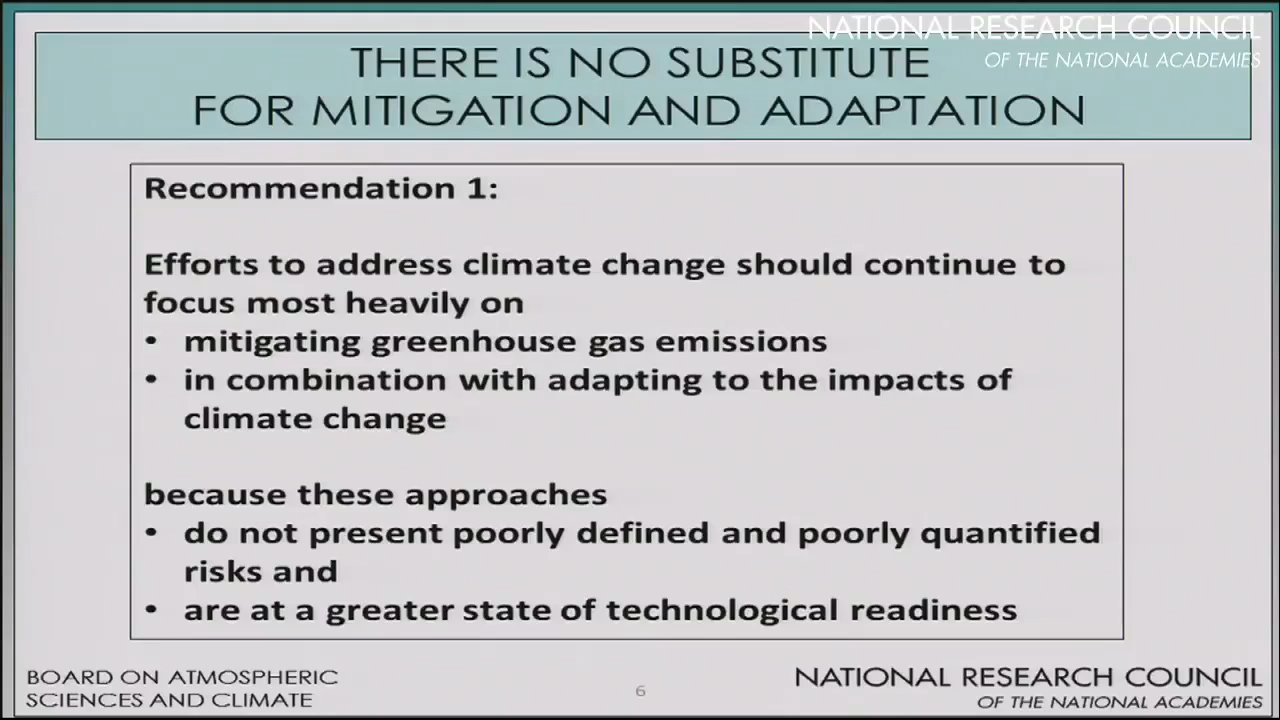 NATIONAL RESEARCH COUNCIL
OF THE NATIONAL ACADEMIES
THERE IS NO SUBSTITUTE
FOR MITIGATION AND ADAPTATION
Recommendation 1:
Efforts to address climate change should continue to
focus most heavily on
• mitigating greenhouse gas emissions
• in combination with adapting to the impacts of
climate change
because these approaches
• do not present poorly defined and poorly quantified
risks and
• are at a greater state of technological readiness
BOARD ON ATMOSPHERIC
SCIENCES AND CLIMATE
6
NATIONAL RESEARCH COUNCIL
OF THE NATIONAL ACADEMIES